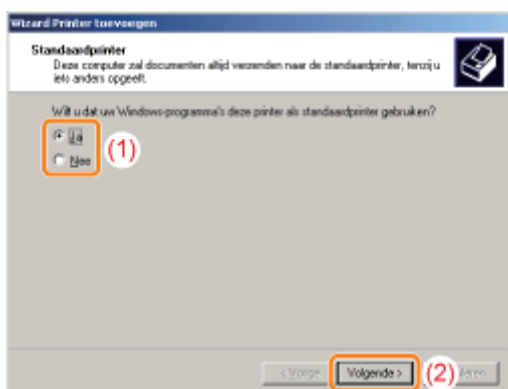 Wizard Printer toevoegen
Standaardprinter
Deze computer zal documenten altijd verzenden naar de standaardprinter, tenzij u
iets anders opgeeft.
Wilt u dat uw Windows-programma's deze printer als standaardprinter gebruiken?
Ja
(1)
Nee
< Vorige
Volgende >
(2)